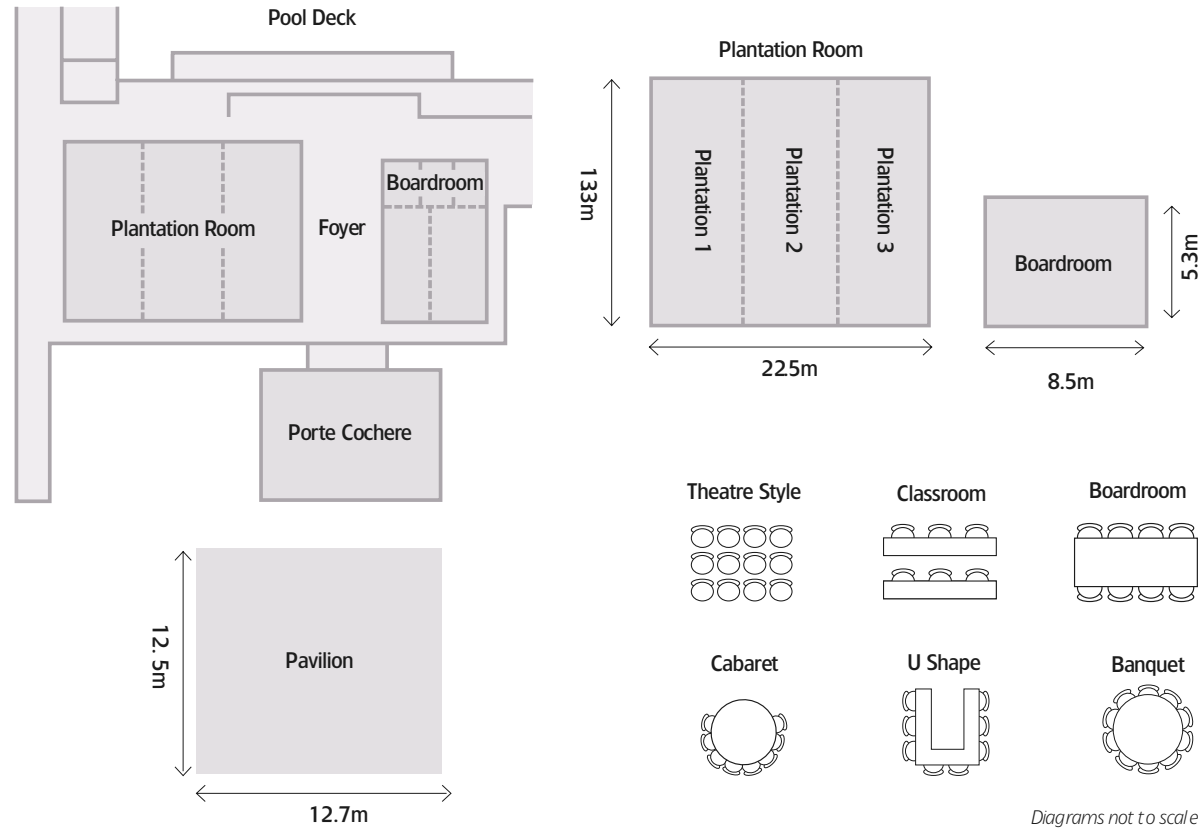 Pool Deck
Boardroom
Plantation Room
Foyer
Porte Cochere
Plantation Room
133m
Plantation 1
Plantation 2
Plantation 3
225m
Boardroom
5.3m
8.5m
12. 5m
Pavilion
12.7m
Theatre Style
Classroom
Boardroom
Cabaret
U Shape
Banquet
Diagrams not to scale